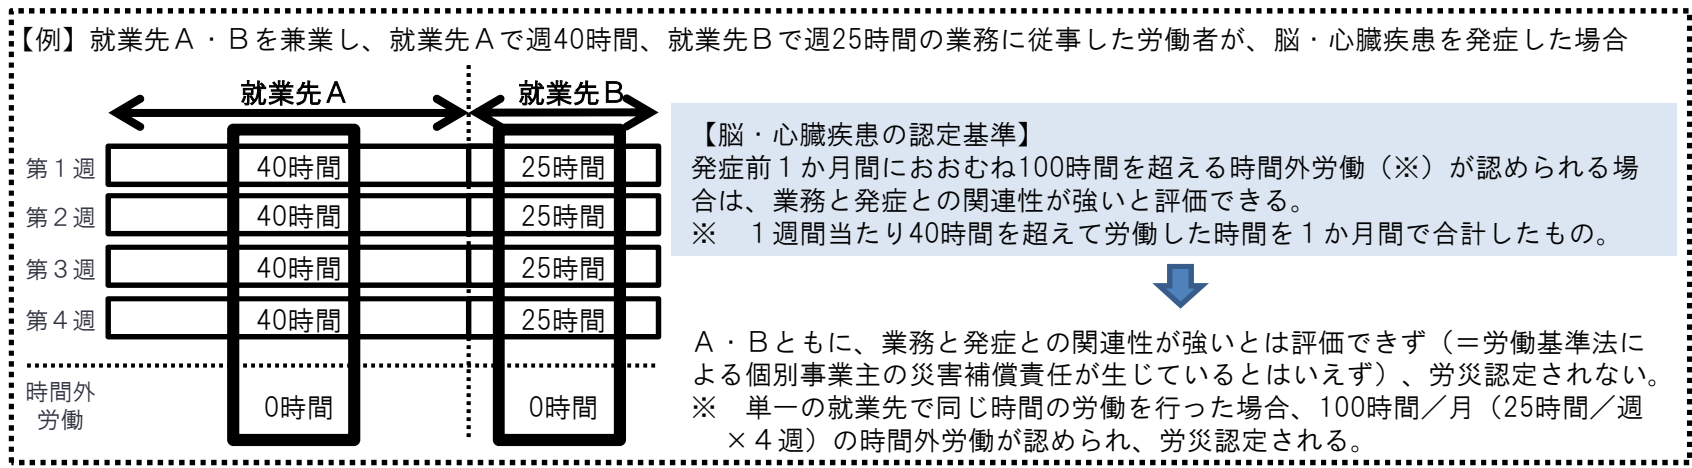 【例】就業先Ａ・Ｂを兼業し、就業先Ａで週40時間、就業先Ｂで週25時間の業務に従事した労働者が、脳・心臓疾患を発症した場合
就業先Ａ 就業先Ｂ
第１週 40時間 25時間
第２週 40時間 25時間
第３週 40時間 25時間
第４週 40時間 25時間
時間外
労働 0時間 0時間
【脳・心臓疾患の認定基準】
発症前１か月間におおむね100時間を超える時間外労働（※）が認められる場
合は、業務と発症との関連性が強いと評価できる。
※　１週間当たり40時間を超えて労働した時間を１か月間で合計したもの。
Ａ・Ｂともに、業務と発症との関連性が強いとは評価できず（＝労働基準法に
よる個別事業主の災害補償責任が生じているとはいえず）、労災認定されない。
※　単一の就業先で同じ時間の労働を行った場合、100時間／月（25時間／週
×４週）の時間外労働が認められ、労災認定される。